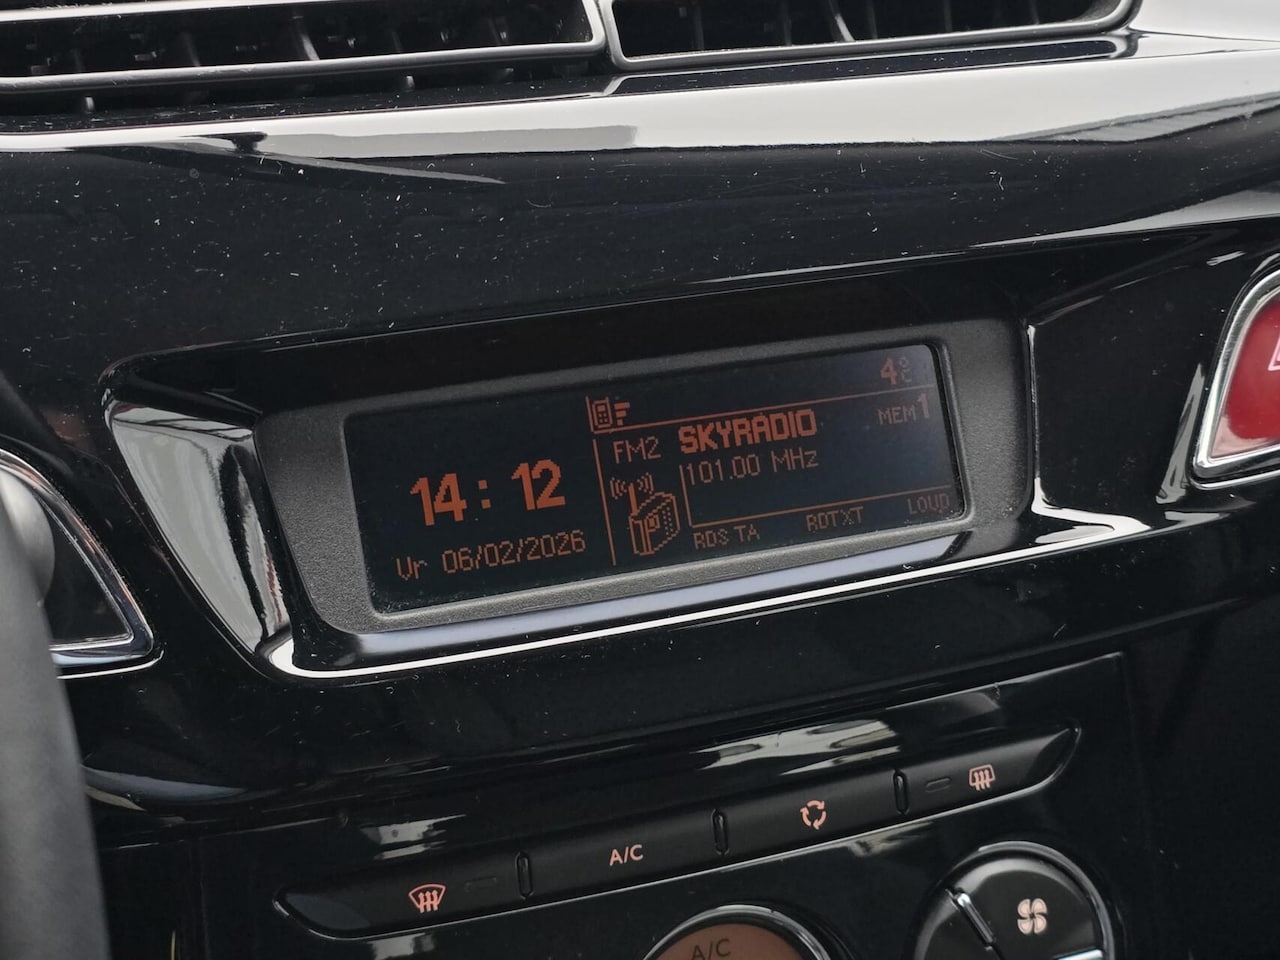 4°C
MEM 1
FM2 SKYRADIO
101.00 MHz
14:12
Vr 06/02/2026
RDS TA RDTXT LOUD
A/C
A/C